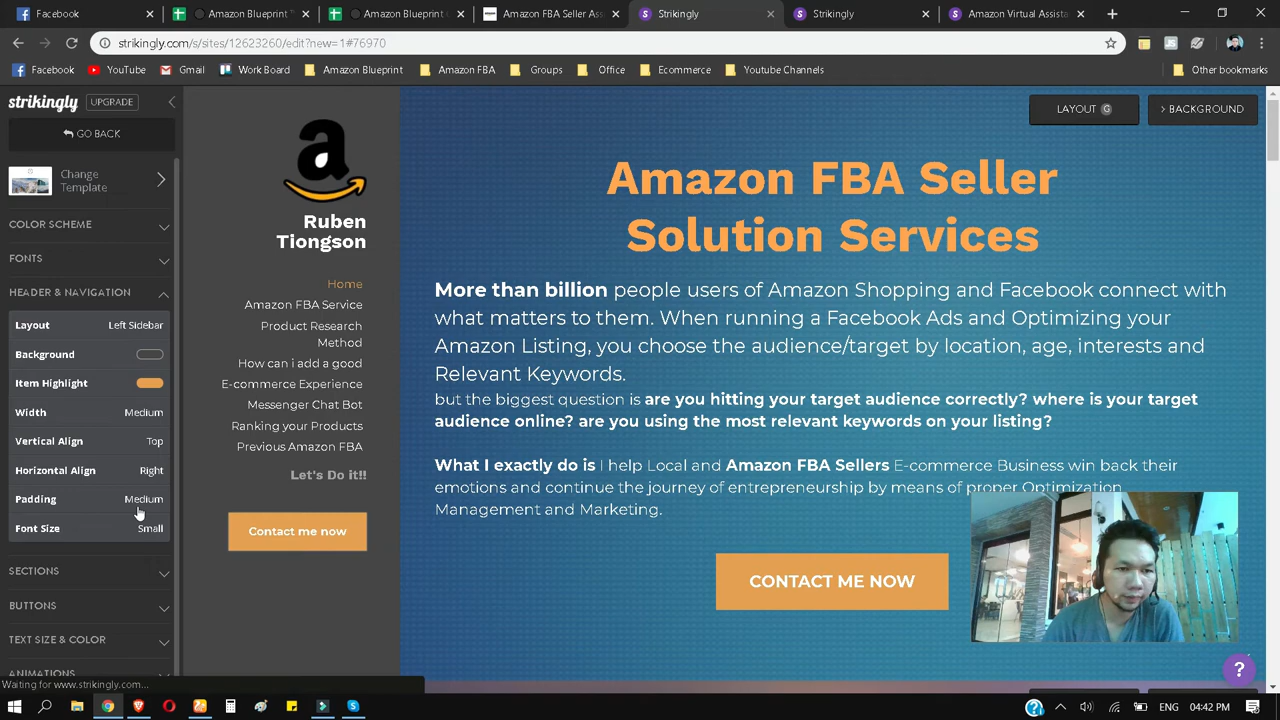 Facebook
Amazon Blueprint
Amazon Blueprint
Amazon FBA Seller Ass
Strikingly
Strikingly
Amazon Virtual Assista
strikingly.com/s/sites/12623260/edit?new=1#76970
Facebook
YouTube
Gmail
Work Board
Amazon Blueprint
Amazon FBA
Groups
Office
Ecommerce
Youtube Channels
Other bookmarks
strikingly
UPGRADE
GO BACK
Change
Template
COLOR SCHEME
FONTS
HEADER & NAVIGATION
Layout Left Sidebar
Background
Item Highlight
Width Medium
Vertical Align Top
Horizontal Align Right
Padding Medium
Font Size Small
SECTIONS
BUTTONS
TEXT SIZE & COLOR
ANIMATIONS
Waiting for www.strikingly.com...
a
Ruben
Tiongson
Home
Amazon FBA Service
Product Research
Method
How can i add a good
E-commerce Experience
Messenger Chat Bot
Ranking your Products
Previous Amazon FBA
Let's Do it!!
Contact me now
LAYOUT G
BACKGROUND
Amazon FBA Seller
Solution Services
More than billion people users of Amazon Shopping and Facebook connect with
what matters to them. When running a Facebook Ads and Optimizing your
Amazon Listing, you choose the audience/target by location, age, interests and
Relevant Keywords.
but the biggest question is are you hitting your target audience correctly? where is your target
audience online? are you using the most relevant keywords on your listing?
What I exactly do is I help Local and Amazon FBA Sellers E-commerce Business win back their
emotions and continue the journey of entrepreneurship by means of proper Optimization
Management and Marketing.
CONTACT ME NOW
?
ENG
04:42 PM